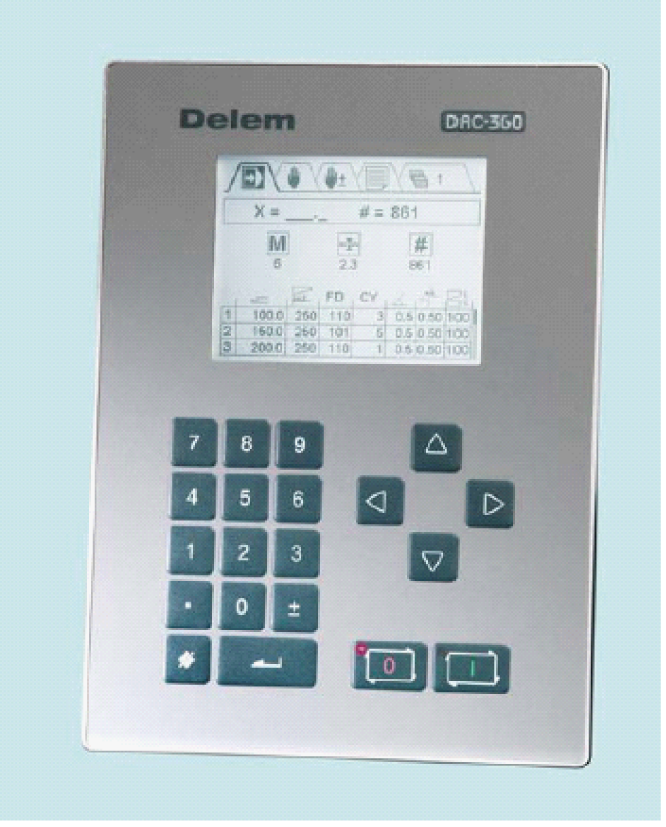 Delem DAC-360
± 1
X = ___._ # = 861
M #
6 2.3 861
FD CY
1 100.0 250 110 3 0.5 0.50 100
2 150.0 250 101 5 0.5 0.50 100
3 200.0 250 110 1 0.5 0.50 100
7 8 9
4 5 6
1 2 3
. 0 ±
0 I